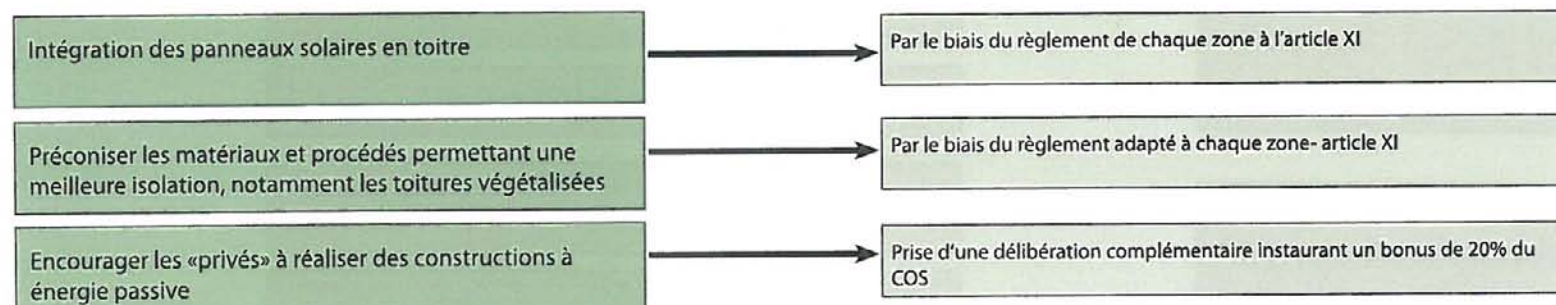 Intégration des panneaux solaires en toitre
Par le biais du règlement de chaque zone à l'article XI
Préconiser les matériaux et procédés permettant une
meilleure isolation, notamment les toitures végétalisées
Par le biais du règlement adapté à chaque zone- article XI
Encourager les «privés» à réaliser des constructions à
énergie passive
Prise d'une délibération complémentaire instaurant un bonus de 20% du
COS